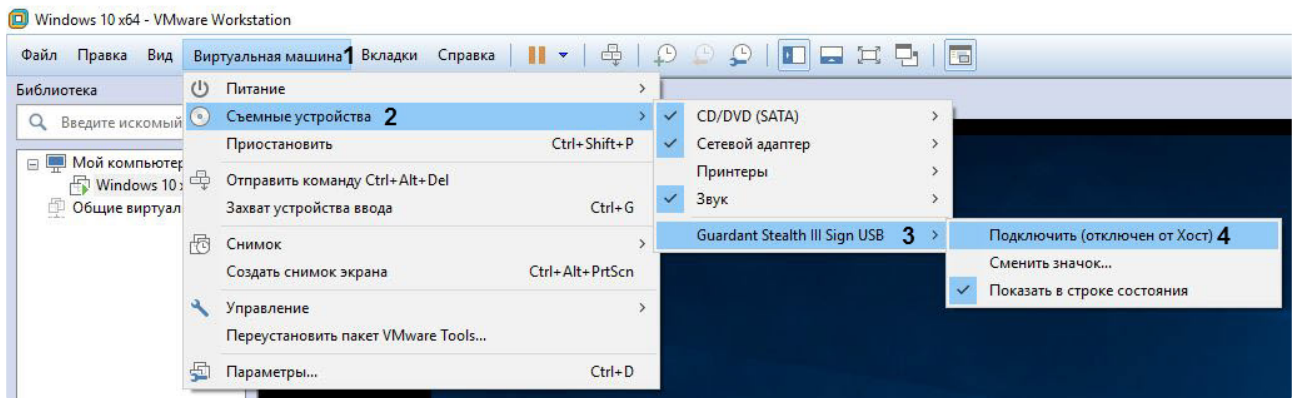 Windows 10 x64 - VMware Workstation
Файл Правка Вид Виртуальная машина 1 Вкладки Справка
Библиотека
Введите искомый
Мой компьютер
Windows 10 x
Общие виртуал
Питание
Съемные устройства 2
Приостановить Ctrl+Shift+P
Отправить команду Ctrl+Alt+Del
Захват устройства ввода Ctrl+G
Снимок
Создать снимок экрана Ctrl+Alt+PrtScn
Управление
Переустановить пакет VMware Tools...
Параметры... Ctrl+D
CD/DVD (SATA)
Сетевой адаптер
Принтеры
Звук
Guardant Stealth III Sign USB 3
Подключить (отключен от Хост) 4
Сменить значок...
Показать в строке состояния